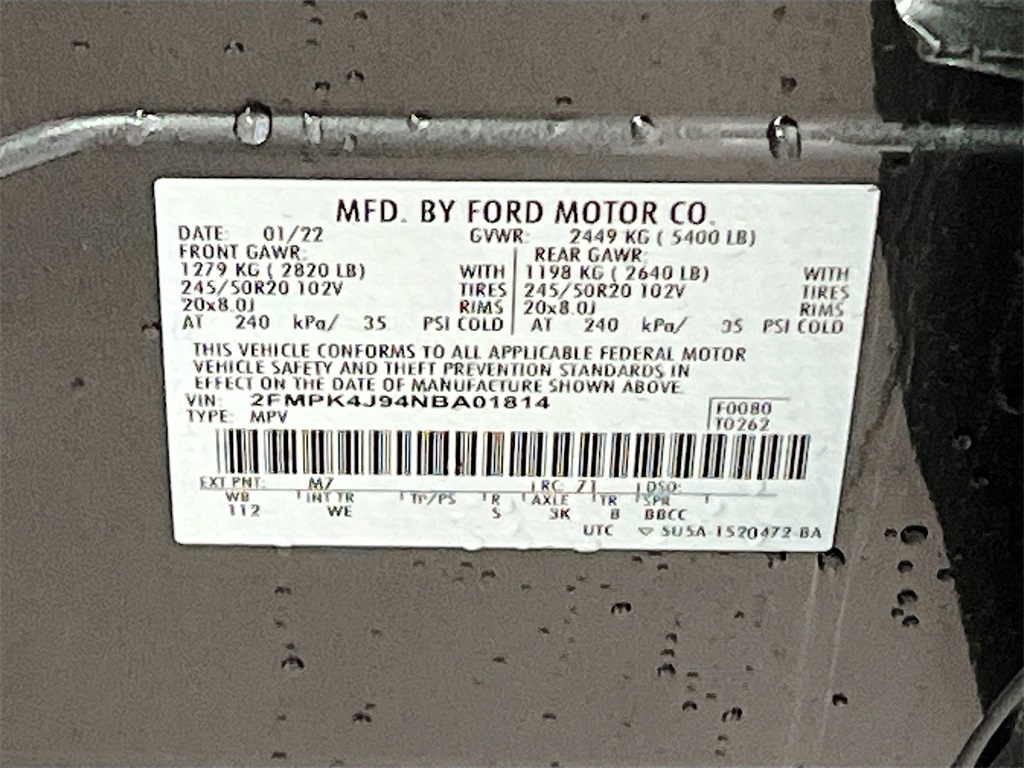 MFD. BY FORD MOTOR CO.
DATE: 01/22 GVWR: 2449 KG ( 5400 LB)
FRONT GAWR: REAR GAWR:
1279 KG ( 2820 LB) WITH 1198 KG ( 2640 LB) WITH
245/50R20 102V TIRES 245/50R20 102V TIRES
20x8.0J RIMS 20x8.0J RIMS
AT 240 kPa/ 35 PSI COLD AT 240 kPa/ 35 PSI COLD
THIS VEHICLE CONFORMS TO ALL APPLICABLE FEDERAL MOTOR
VEHICLE SAFETY AND THEFT PREVENTION STANDARDS IN
EFFECT ON THE DATE OF MANUFACTURE SHOWN ABOVE.
VIN: 2FMPK4J94NBA01814 F0080
TYPE: MPV T0262
EXT PNT: M7 RC: 71 DSO:
WB INT TR TP/PS R AXLE TR SPR
112 WE S 3K 8 BBCC
UTC 5U5A-1520472-BA